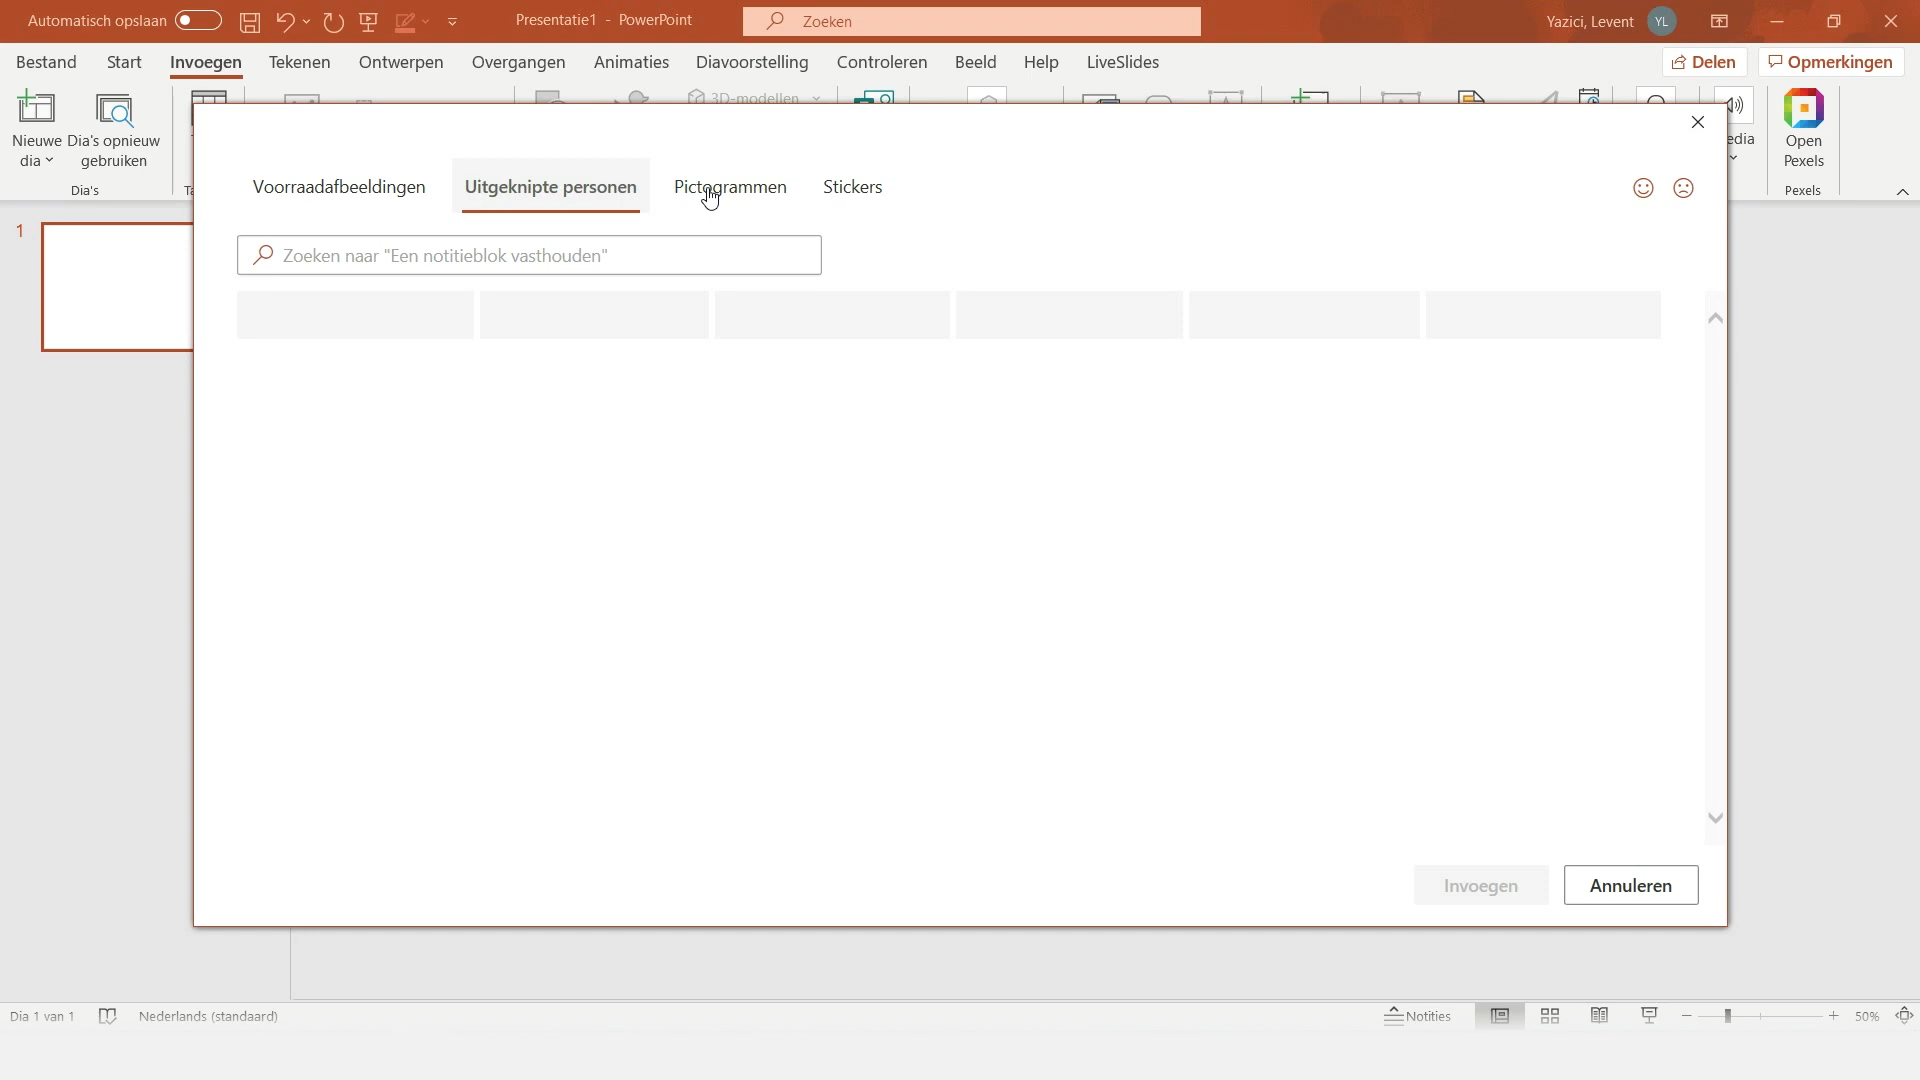 Automatisch opslaan
Presentatie1 - PowerPoint
Zoeken
Yazici, Levent
YL
Bestand
Start
Invoegen
Tekenen
Ontwerpen
Overgangen
Animaties
Diavoorstelling
Controleren
Beeld
Help
LiveSlides
Delen
Opmerkingen
Nieuwe
dia
Dia's opnieuw
gebruiken
Dia's
Ta
3D-modellen
edia
Open
Pexels
Pexels
Voorraadafbeeldingen
Uitgeknipte personen
Pictogrammen
Stickers
Zoeken naar "Een notitieblok vasthouden"
1
Invoegen
Annuleren
Dia 1 van 1
Nederlands (standaard)
Notities
50%